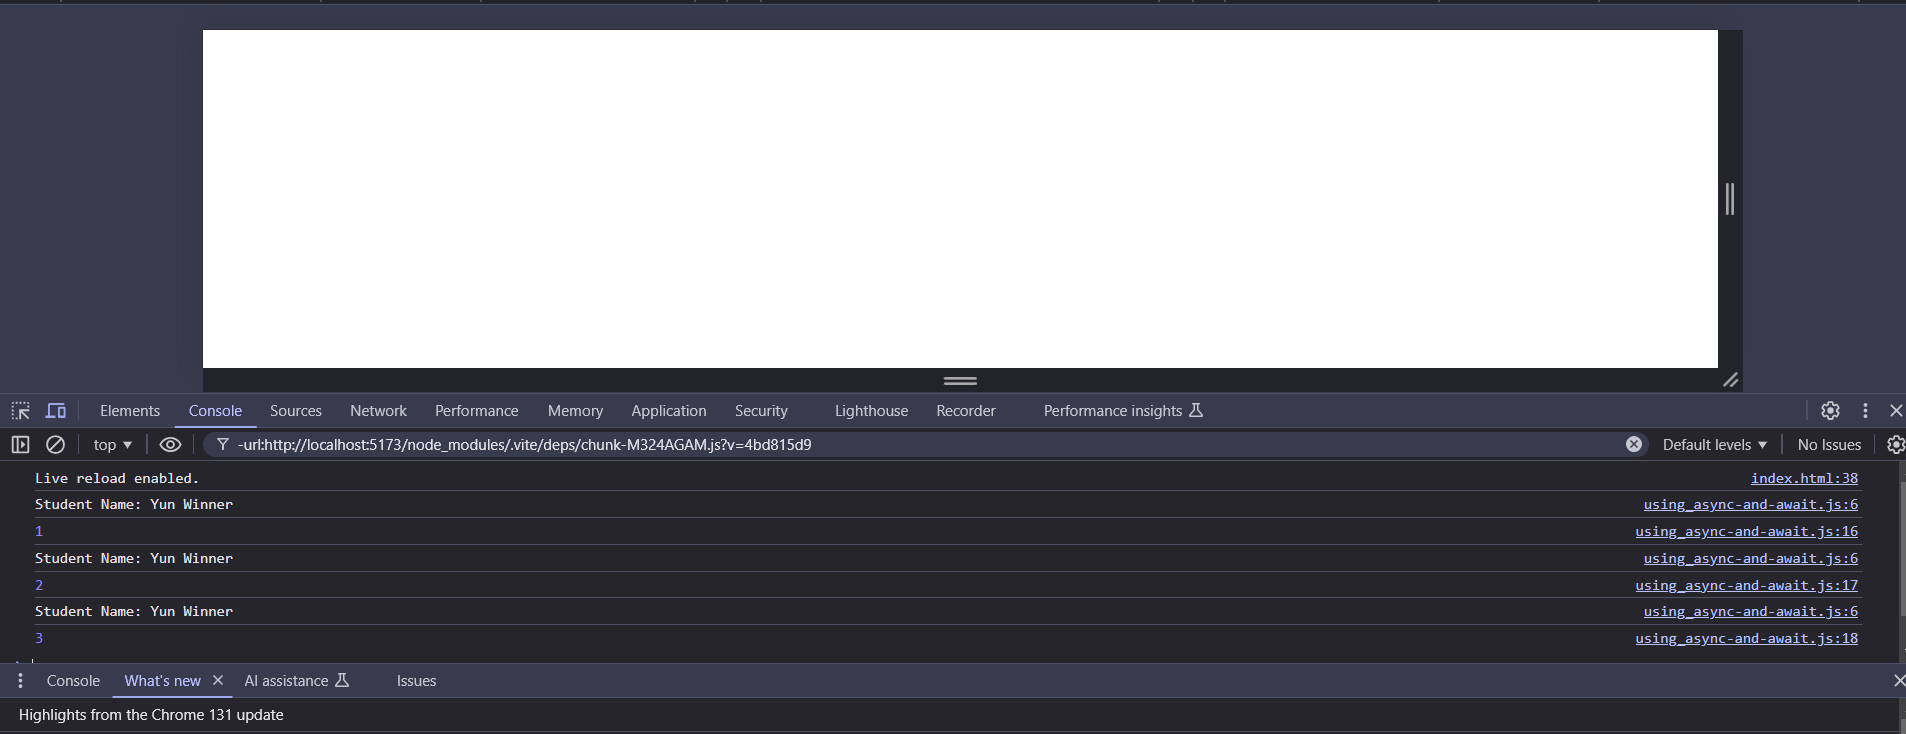 Elements Console Sources Network Performance Memory Application Security Lighthouse Recorder Performance insights
top -url:http://localhost:5173/node_modules/.vite/deps/chunk-M324AGAM.js?v=4bd815d9 Default levels No Issues
Live reload enabled. index.html:38
Student Name: Yun Winner using_async-and-await.js:6
1 using_async-and-await.js:16
Student Name: Yun Winner using_async-and-await.js:6
2 using_async-and-await.js:17
Student Name: Yun Winner using_async-and-await.js:6
3 using_async-and-await.js:18
Console What's new AI assistance Issues
Highlights from the Chrome 131 update